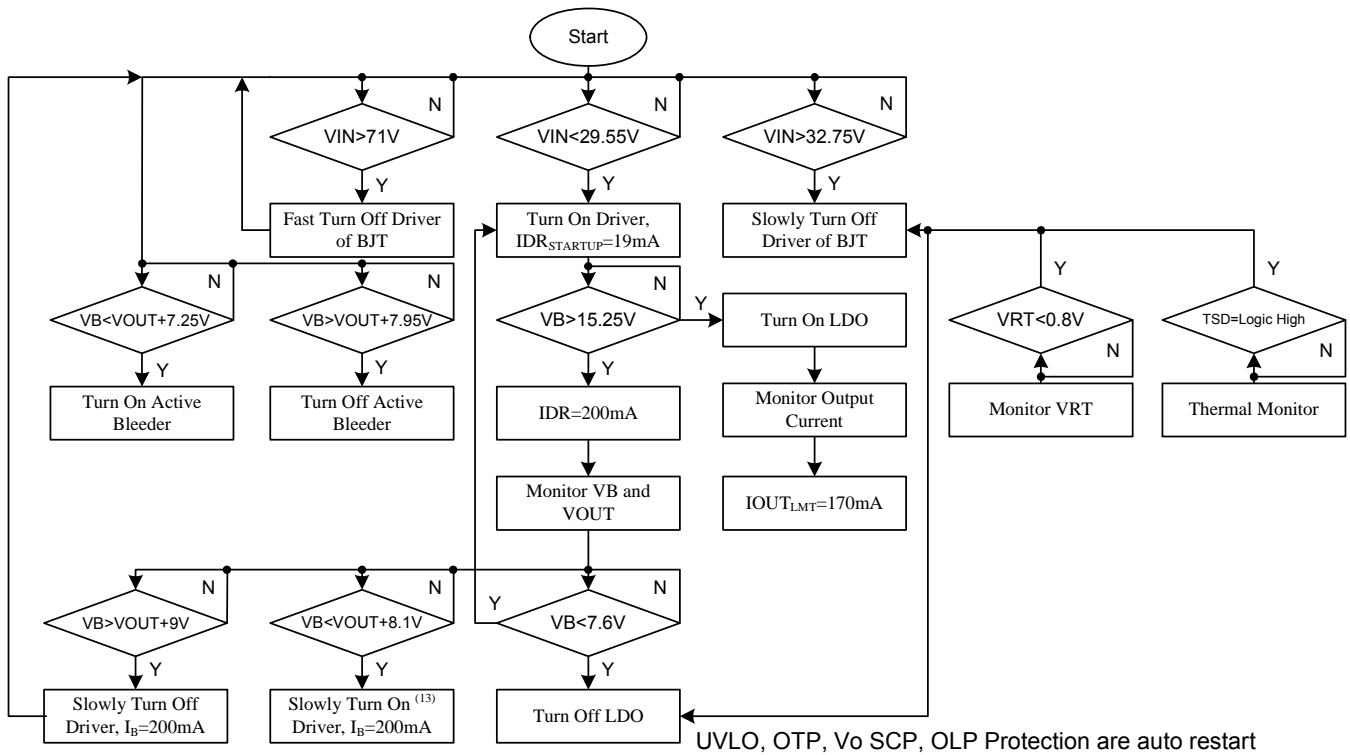 Start
N
N
N
VIN>71V
VIN<29.55V
VIN>32.75V
Y
Y
Y
Fast Turn Off Driver
of BJT
Turn On Driver,
IDRSTARTUP=19mA
Slowly Turn Off
Driver of BJT
N
N
N
Y
Y
Y
VB<VOUT+7.25V
VB>VOUT+7.95V
VB>15.25V
Turn On LDO
VRT<0.8V
TSD=Logic High
N
N
Y
Y
Y
Turn On Active
Bleeder
Turn Off Active
Bleeder
IDR=200mA
Monitor Output
Current
Monitor VRT
Thermal Monitor
Monitor VB and
VOUT
IOUTLMT=170mA
N
N
N
Y
VB>VOUT+9V
VB<VOUT+8.1V
VB<7.6V
Y
Y
Y
Slowly Turn Off
Driver, IB=200mA
Slowly Turn On (13)
Driver, IB=200mA
Turn Off LDO
UVLO, OTP, Vo SCP, OLP Protection are auto restart